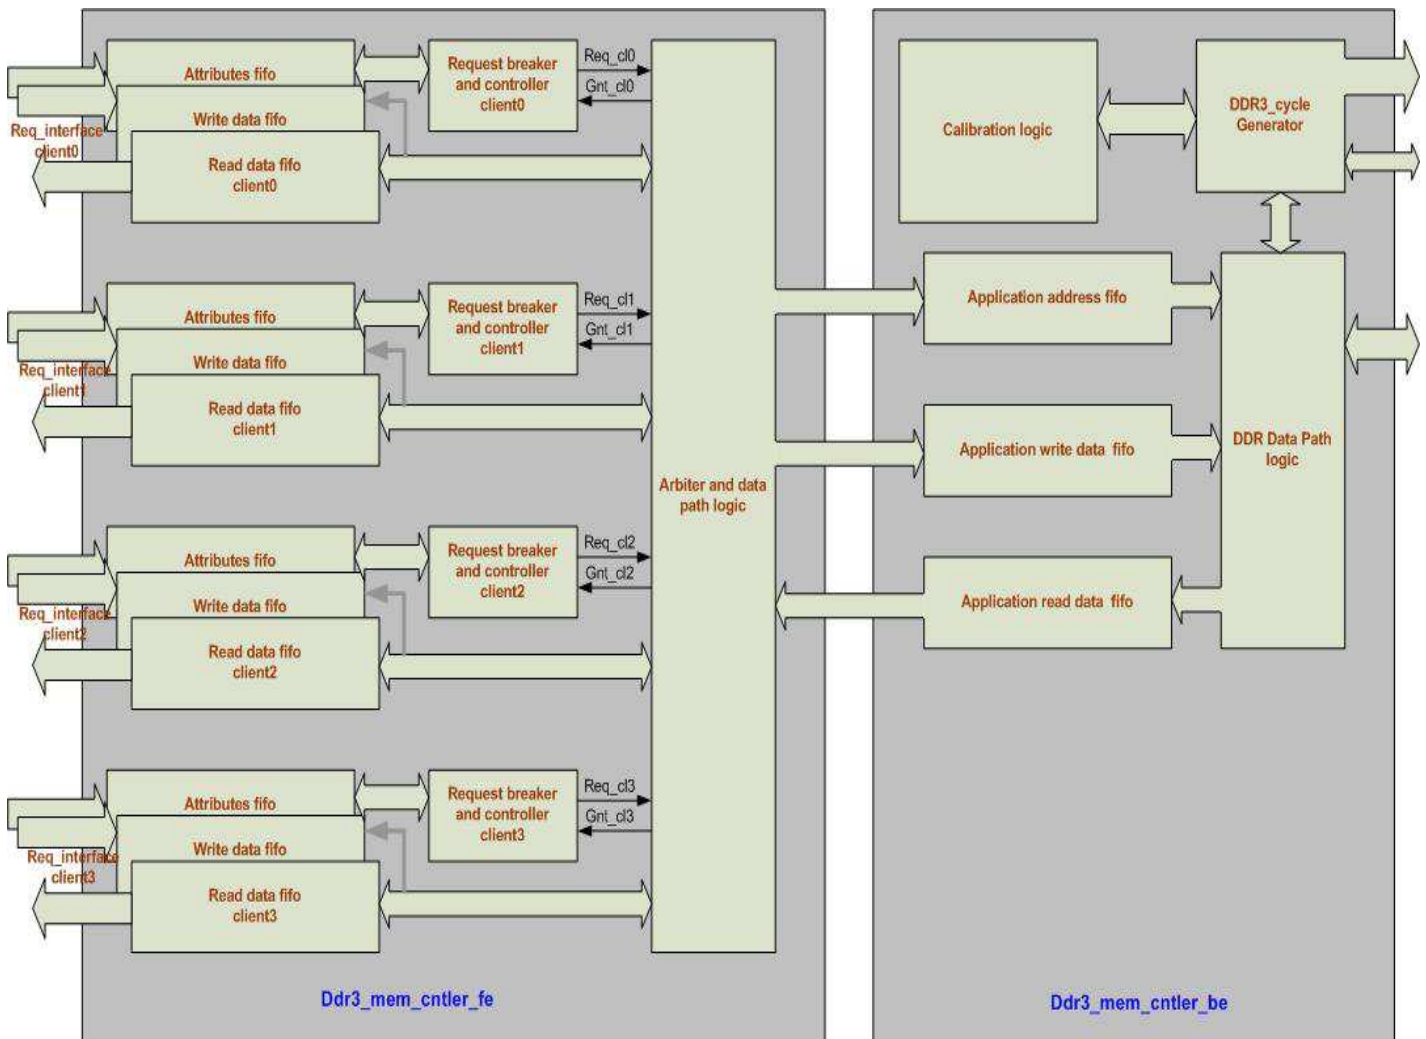 Attributes fifo
Write data fifo
Read data fifo
client0
Req_interface
client0
Request breaker
and controller
client0
Req_cl0
Gnt_cl0
Attributes fifo
Write data fifo
Read data fifo
client1
Req_interface
client1
Request breaker
and controller
client1
Req_cl1
Gnt_cl1
Attributes fifo
Write data fifo
Read data fifo
client2
Req_interface
client2
Request breaker
and controller
client2
Req_cl2
Gnt_cl2
Attributes fifo
Write data fifo
Read data fifo
client3
Req_interface
client3
Request breaker
and controller
client3
Req_cl3
Gnt_cl3
Arbiter and data
path logic
Ddr3_mem_cntler_fe
Calibration logic
DDR3_cycle
Generator
Application address fifo
Application write data fifo
Application read data fifo
DDR Data Path
logic
Ddr3_mem_cntler_be